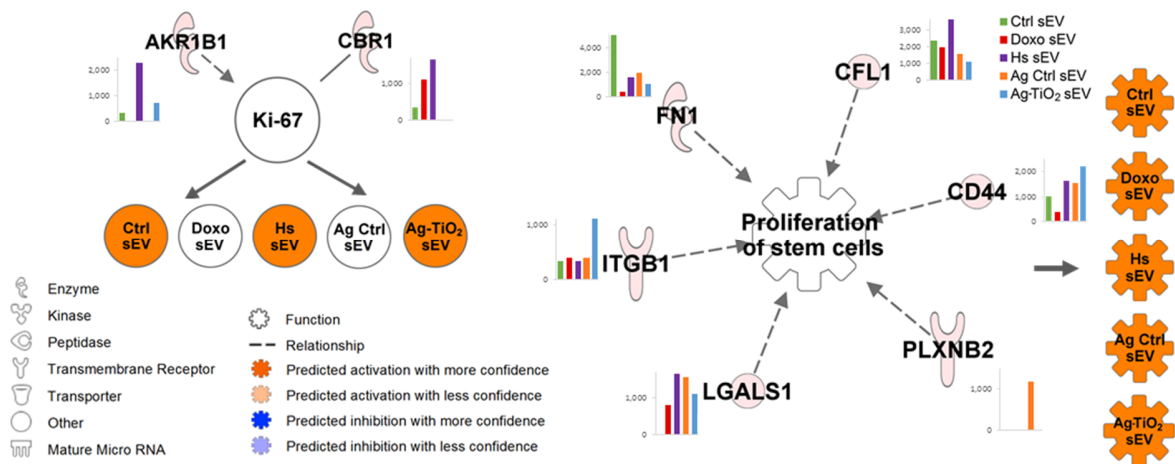 AKR1B1
CBR1
2,000
1,000
0
1,000
0
Ki-67
Ctrl
sEV
Doxo
sEV
Hs
sEV
Ag Ctrl
sEV
Ag-TiO₂
sEV
Enzyme
Kinase
Peptidase
Transmembrane Receptor
Transporter
Other
Mature Micro RNA
Function
Relationship
Predicted activation with more confidence
Predicted activation with less confidence
Predicted inhibition with more confidence
Predicted inhibition with less confidence
4,000
2,000
0
FN1
3,000
2,000
1,000
0
CFL1
Ctrl sEV
Doxo sEV
Hs sEV
Ag Ctrl sEV
Ag-TiO₂ sEV
CD44
2,000
1,000
0
Proliferation
of stem cells
1,000
0
ITGB1
PLXNB2
1,000
0
LGALS1
1,000
0
Ctrl
sEV
Doxo
sEV
Hs
sEV
Ag Ctrl
sEV
Ag-TiO₂
sEV